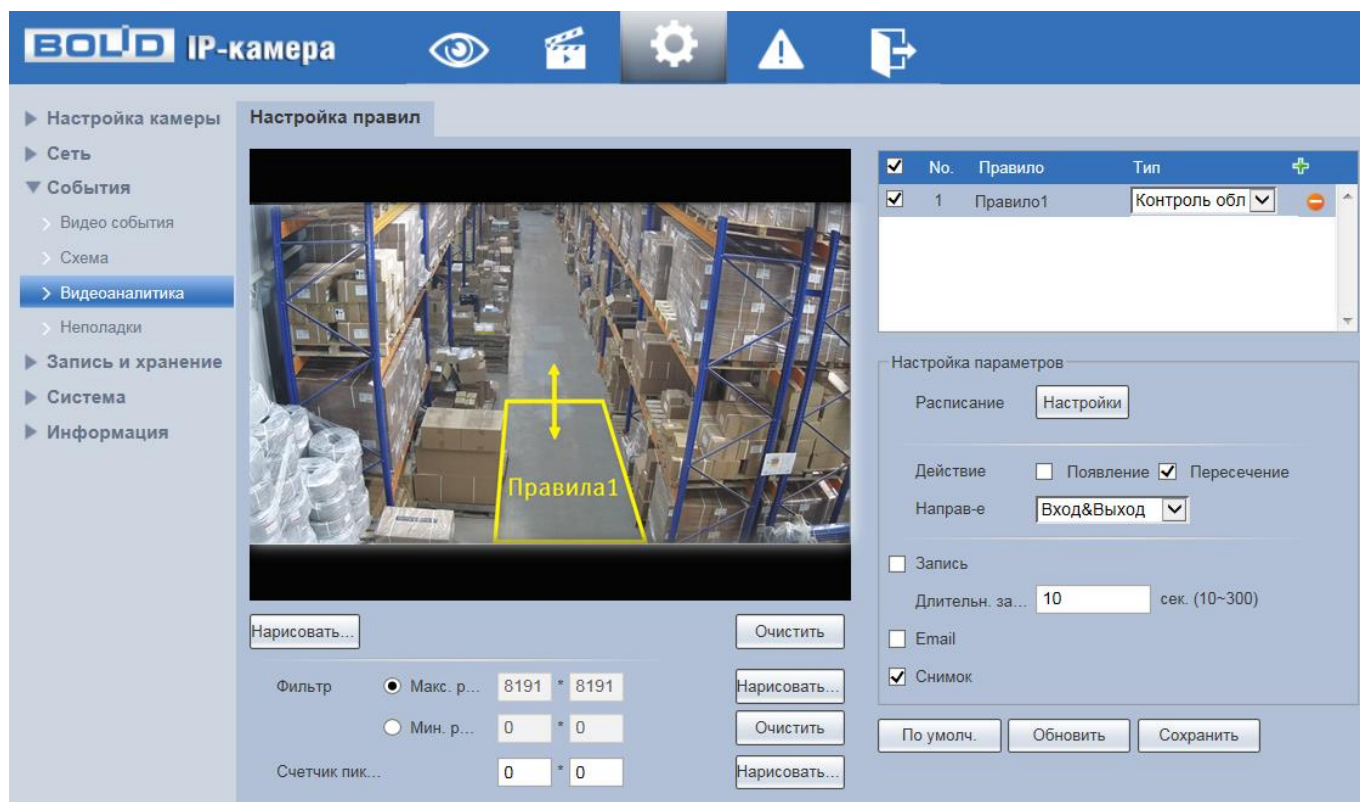 BOLID IP-камера
Настройка камеры
Сеть
События
Видео события
Схема
Видеоаналитика
Неполадки
Запись и хранение
Система
Информация
Настройка правил
Правила1
Нарисовать...
Очистить
Фильтр Макс. р... 8191 * 8191 Нарисовать...
Мин. р... 0 * 0 Очистить
Счетчик пик... 0 * 0 Нарисовать...
No. Правило Тип
1 Правило1 Контроль обл
Настройка параметров
Расписание Настройки
Действие Появление Пересечение
Направ-е Вход&Выход
Запись
Длительн. за... 10 сек. (10~300)
Email
Снимок
По умолч. Обновить Сохранить